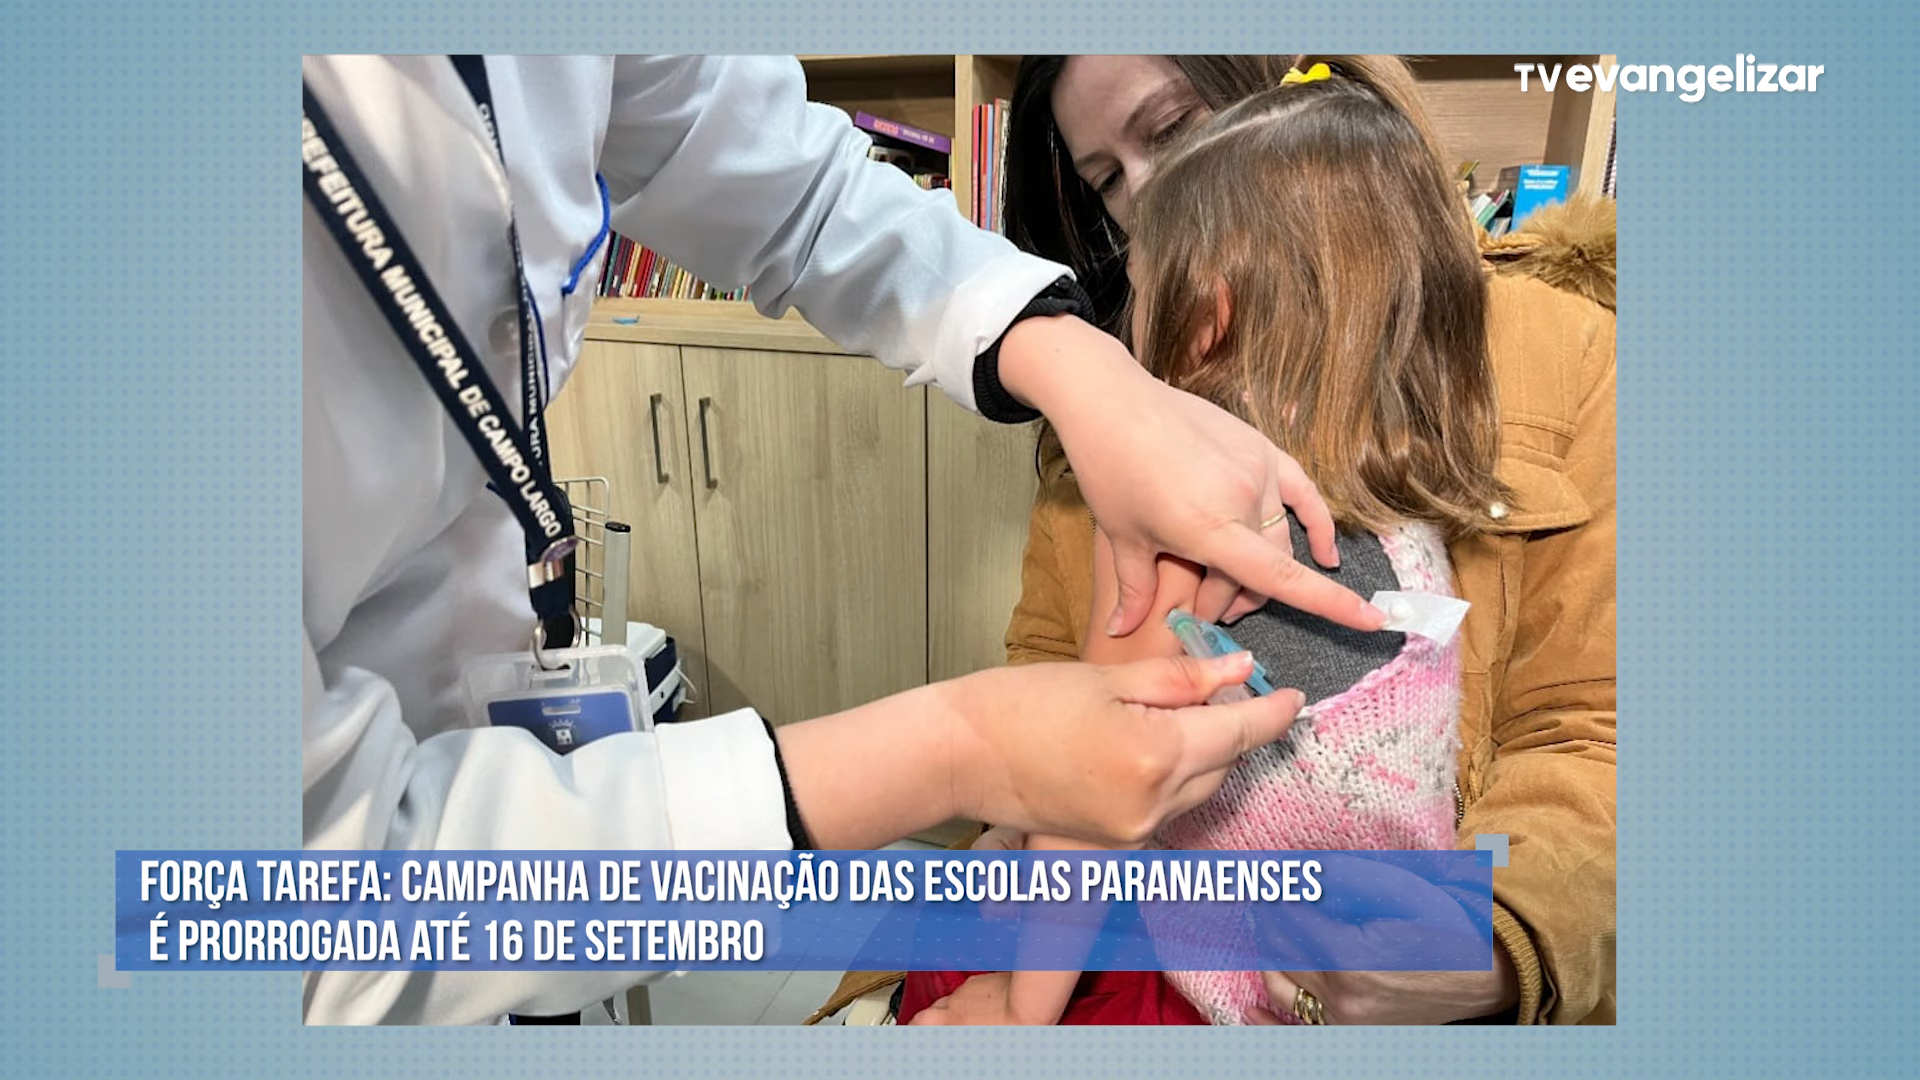 TVevangelizar
PREFEITURA MUNICIPAL DE CAMPO LARGO
FORÇA TAREFA: CAMPANHA DE VACINAÇÃO DAS ESCOLAS PARANAENSES
É PRORROGADA ATÉ 16 DE SETEMBRO